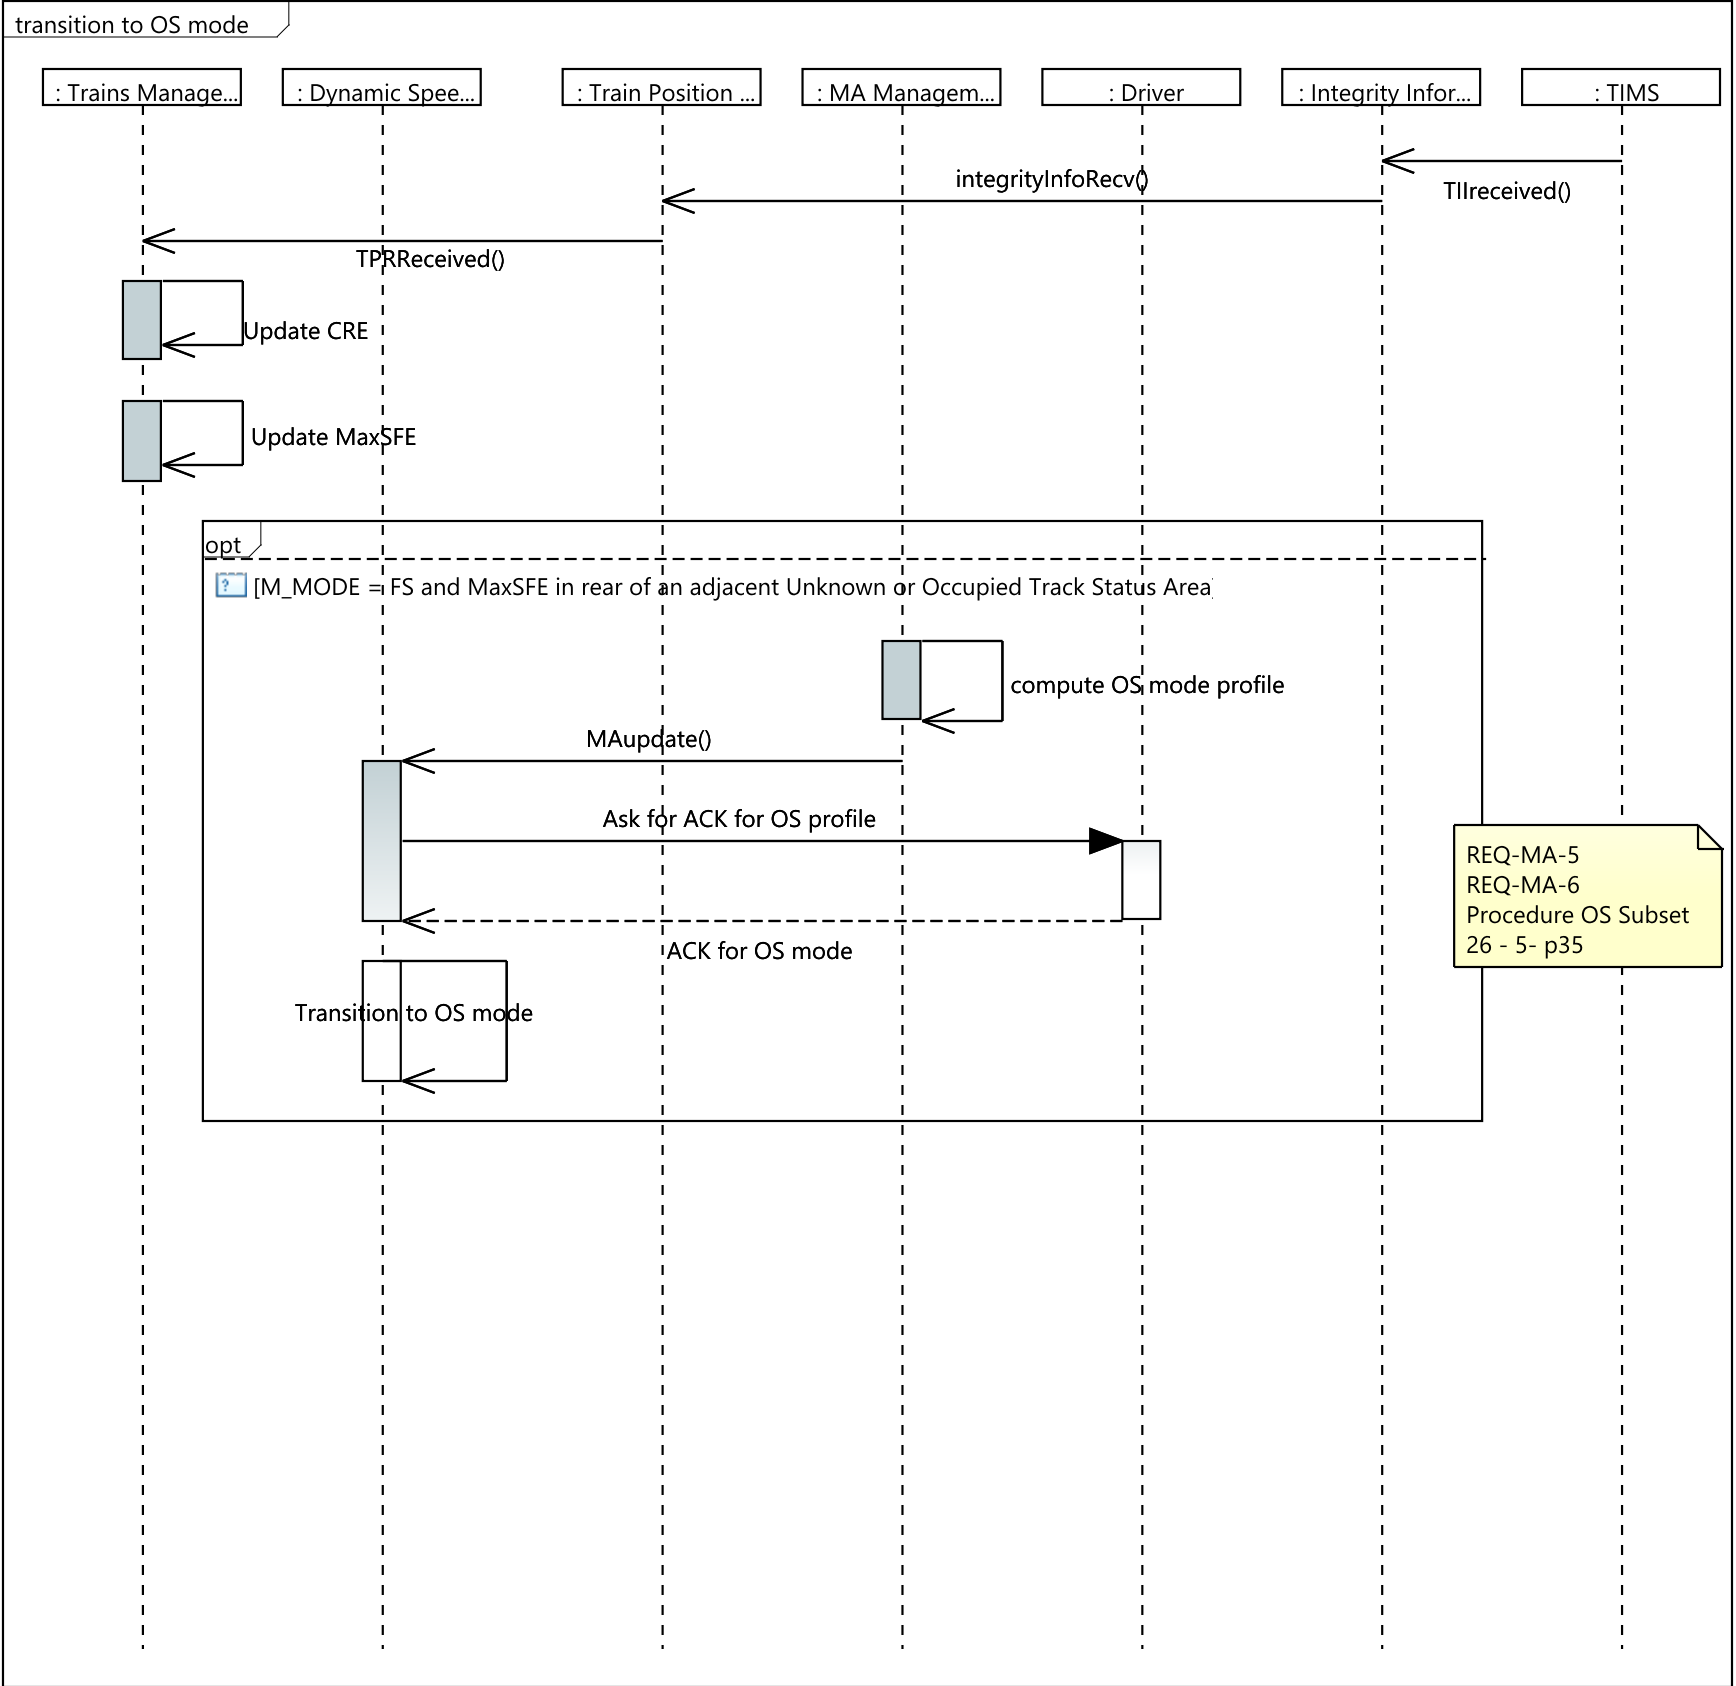 transition to OS mode
: Trains Manage...
: Dynamic Spee...
: Train Position ...
: MA Managem...
: Driver
: Integrity Infor...
: TIMS
integrityInfoRecv()
TIIreceived()
TPRReceived()
Update CRE
Update MaxSFE
opt
[M_MODE = FS and MaxSFE in rear of an adjacent Unknown or Occupied Track Status Area]
compute OS mode profile
MAupdate()
Ask for ACK for OS profile
REQ-MA-5
REQ-MA-6
Procedure OS Subset
26 - 5- p35
ACK for OS mode
Transition to OS mode